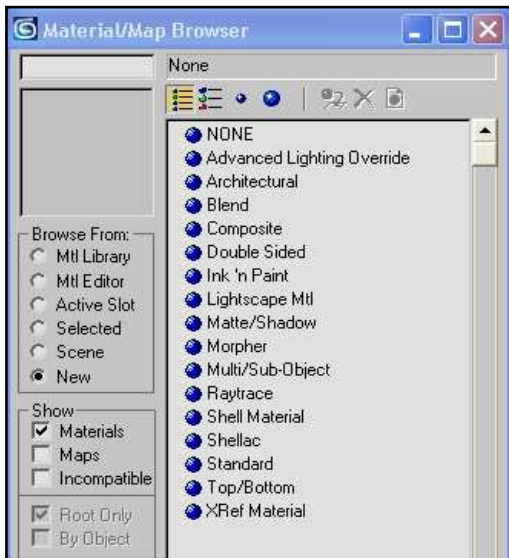 Material/Map Browser
None
NONE
Advanced Lighting Override
Architectural
Blend
Composite
Double Sided
Ink 'n Paint
Lightscape Mtl
Matte/Shadow
Morpher
Multi/Sub-Object
Raytrace
Shell Material
Shellac
Standard
Top/Bottom
XRef Material
Browse From:
Mtl Library
Mtl Editor
Active Slot
Selected
Scene
New
Show
Materials
Maps
Incompatible
Root Only
By Object